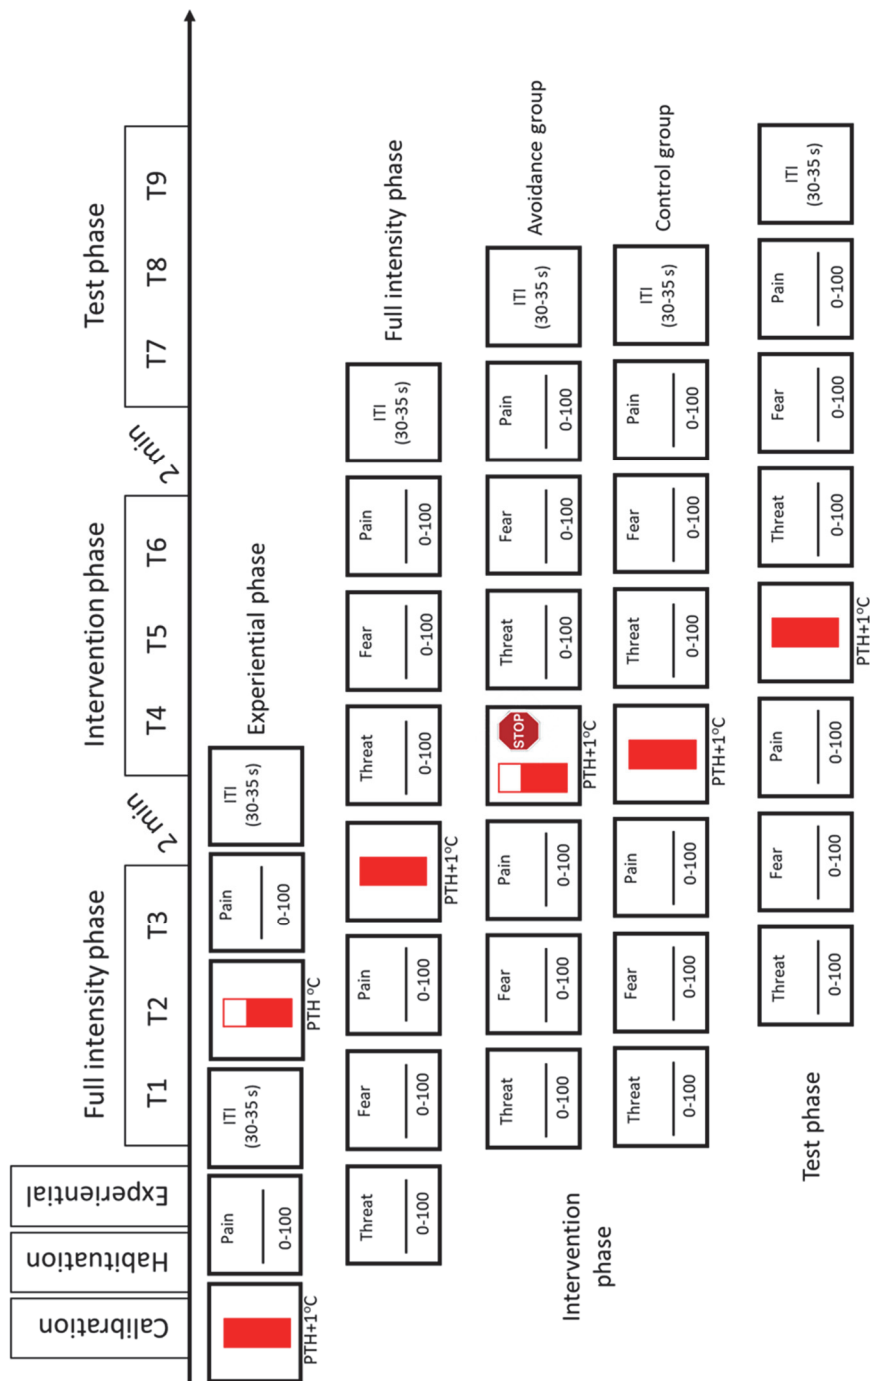 Calibration
Habituation
Experiential
Full intensity phase
T1 T2 T3
2 min
Intervention phase
T4 T5 T6
2 min
Test phase
T7 T8 T9
Experiential phase
PTH+1°C
Pain
0-100
ITI
(30-35 s)
PTH °C
Pain
0-100
ITI
(30-35 s)
Full intensity phase
Threat
0-100
Fear
0-100
Pain
0-100
PTH+1°C
Threat
0-100
Fear
0-100
Pain
0-100
ITI
(30-35 s)
Intervention
phase
Avoidance group
Threat
0-100
Fear
0-100
Pain
0-100
STOP
PTH+1°C
Threat
0-100
Fear
0-100
Pain
0-100
ITI
(30-35 s)
Control group
Threat
0-100
Fear
0-100
Pain
0-100
PTH+1°C
Threat
0-100
Fear
0-100
Pain
0-100
ITI
(30-35 s)
Test phase
Threat
0-100
Fear
0-100
Pain
0-100
PTH+1°C
Threat
0-100
Fear
0-100
Pain
0-100
ITI
(30-35 s)